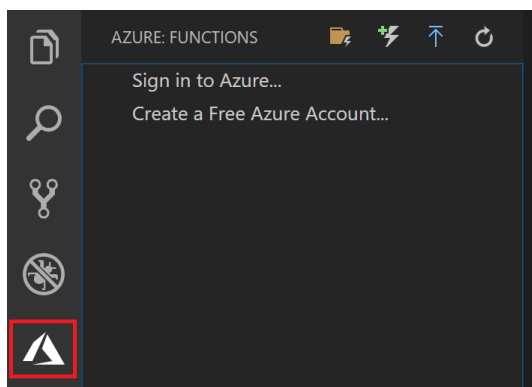 AZURE: FUNCTIONS
Sign in to Azure...
Create a Free Azure Account...